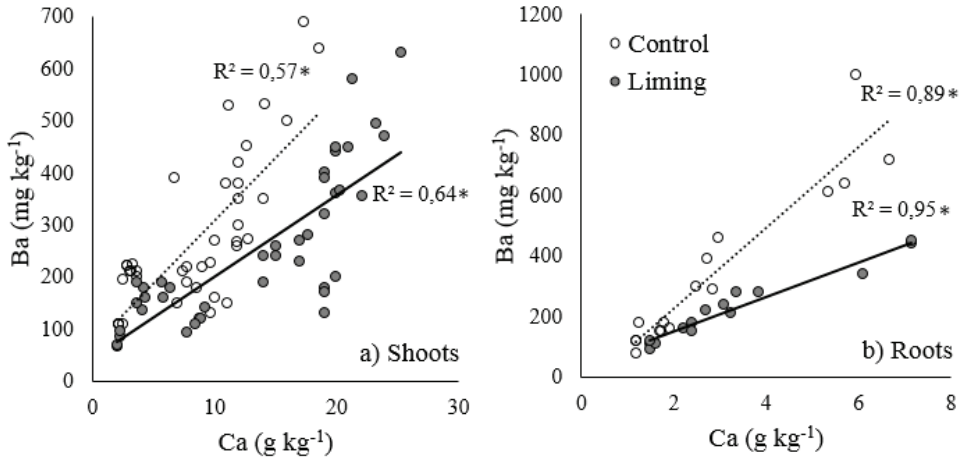 700
600
500
400
300
200
100
0
Ba (mg kg⁻¹)
R² = 0,57*
R² = 0,64*
a) Shoots
0 10 20 30
Ca (g kg⁻¹)
1200
1000
800
600
400
200
0
Ba (mg kg⁻¹)
Control
Liming
R² = 0,89*
R² = 0,95*
b) Roots
0 2 4 6 8
Ca (g kg⁻¹)